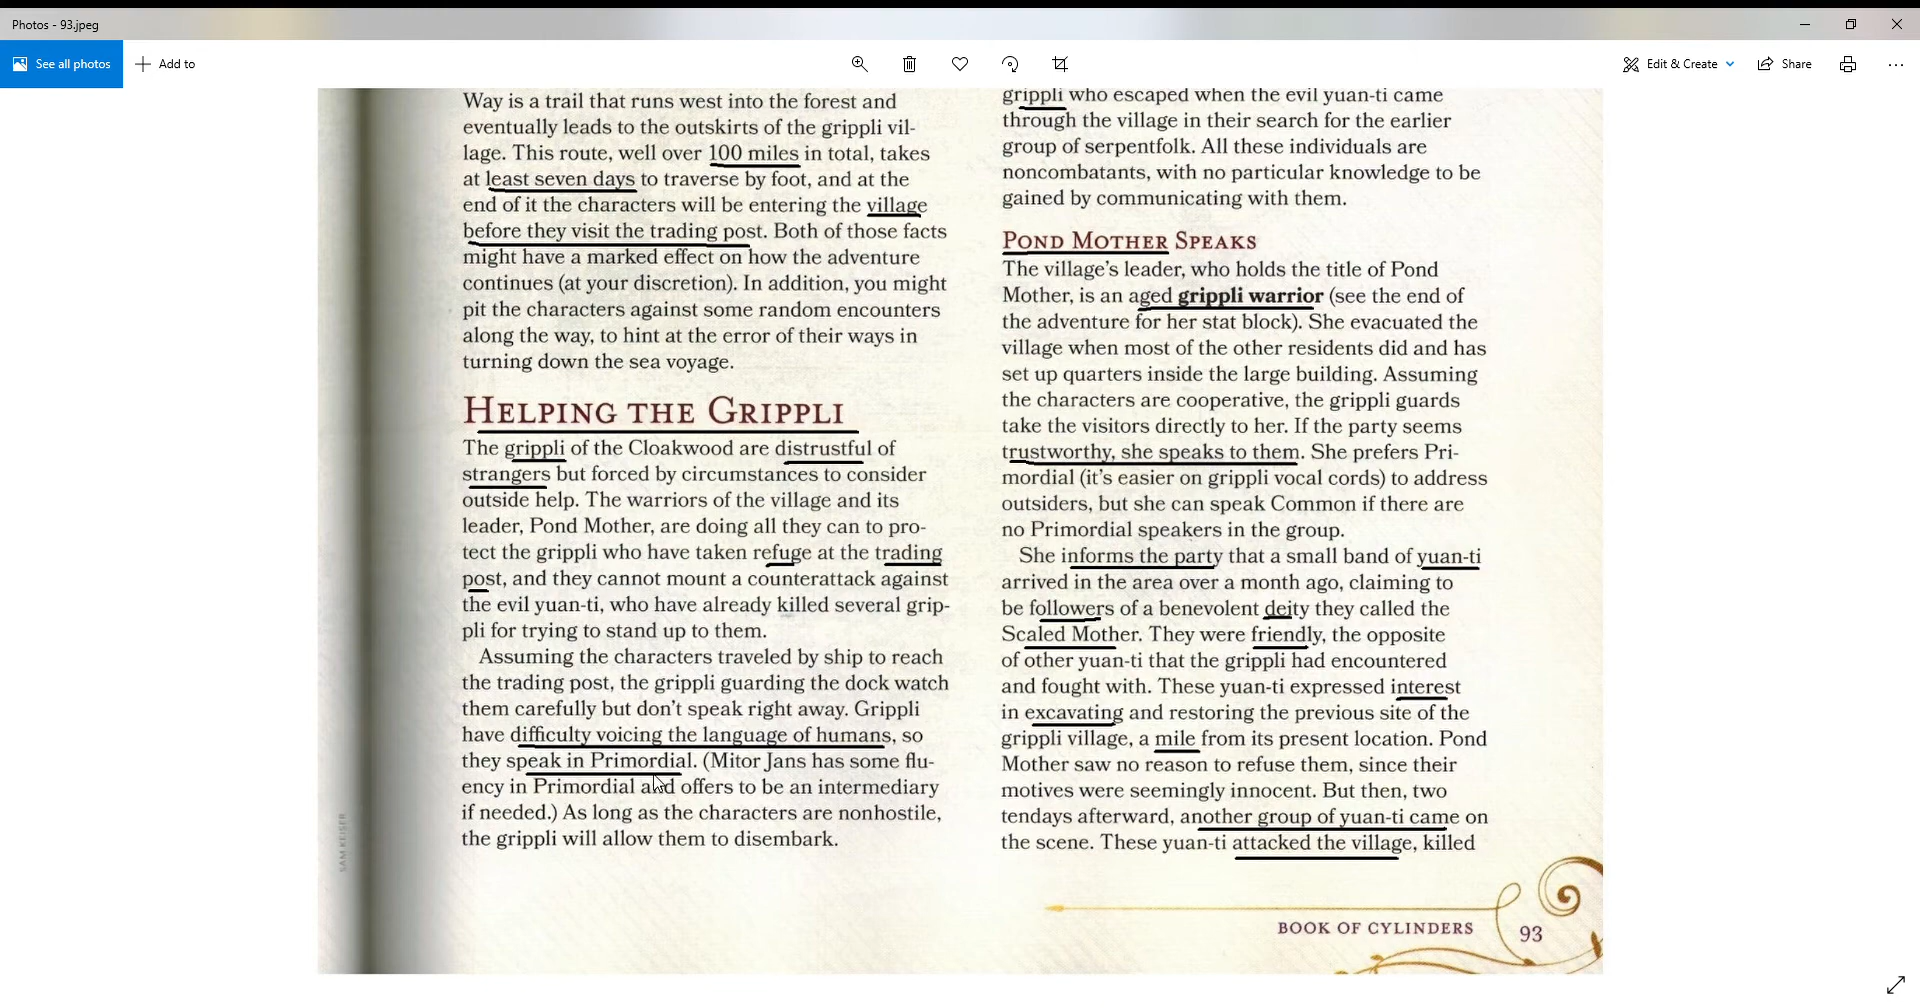 Photos - 93.jpeg
See all photos
Add to
Edit & Create
Share
Way is a trail that runs west into the forest and
eventually leads to the outskirts of the grippli vil-
lage. This route, well over 100 miles in total, takes
at least seven days to traverse by foot, and at the
end of it the characters will be entering the village
before they visit the trading post. Both of those facts
might have a marked effect on how the adventure
continues (at your discretion). In addition, you might
pit the characters against some random encounters
along the way, to hint at the error of their ways in
turning down the sea voyage.
HELPING THE GRIPPLI
The grippli of the Cloakwood are distrustful of
strangers but forced by circumstances to consider
outside help. The warriors of the village and its
leader, Pond Mother, are doing all they can to pro-
tect the grippli who have taken refuge at the trading
post, and they cannot mount a counterattack against
the evil yuan-ti, who have already killed several grip-
pli for trying to stand up to them.
Assuming the characters traveled by ship to reach
the trading post, the grippli guarding the dock watch
them carefully but don't speak right away. Grippli
have difficulty voicing the language of humans, so
they speak in Primordial. (Mitor Jans has some flu-
ency in Primordial and offers to be an intermediary
if needed.) As long as the characters are nonhostile,
the grippli will allow them to disembark.
SAM KEISER
grippli who escaped when the evil yuan-ti came
through the village in their search for the earlier
group of serpentfolk. All these individuals are
noncombatants, with no particular knowledge to be
gained by communicating with them.
POND MOTHER SPEAKS
The village's leader, who holds the title of Pond
Mother, is an aged grippli warrior (see the end of
the adventure for her stat block). She evacuated the
village when most of the other residents did and has
set up quarters inside the large building. Assuming
the characters are cooperative, the grippli guards
take the visitors directly to her. If the party seems
trustworthy, she speaks to them. She prefers Pri-
mordial (it's easier on grippli vocal cords) to address
outsiders, but she can speak Common if there are
no Primordial speakers in the group.
She informs the party that a small band of yuan-ti
arrived in the area over a month ago, claiming to
be followers of a benevolent deity they called the
Scaled Mother. They were friendly, the opposite
of other yuan-ti that the grippli had encountered
and fought with. These yuan-ti expressed interest
in excavating and restoring the previous site of the
grippli village, a mile from its present location. Pond
Mother saw no reason to refuse them, since their
motives were seemingly innocent. But then, two
tendays afterward, another group of yuan-ti came on
the scene. These yuan-ti attacked the village, killed
BOOK OF CYLINDERS
93